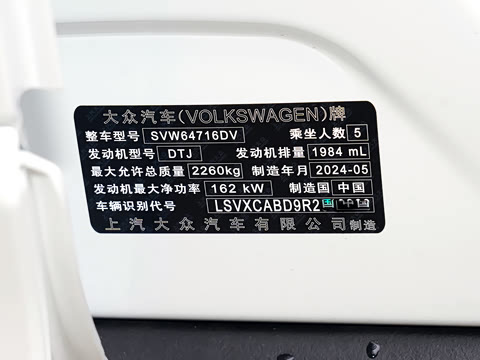 大众汽车(VOLKSWAGEN)牌
整车型号 SVW64716DV 乘坐人数 5
发动机型号 DTJ 发动机排量 1984 mL
最大允许总质量 2260kg 制造年月 2024-05
发动机最大净功率 162 kW 制造国 中国
车辆识别代号 LSVXCABD9R2
上汽大众汽车有限公司制造